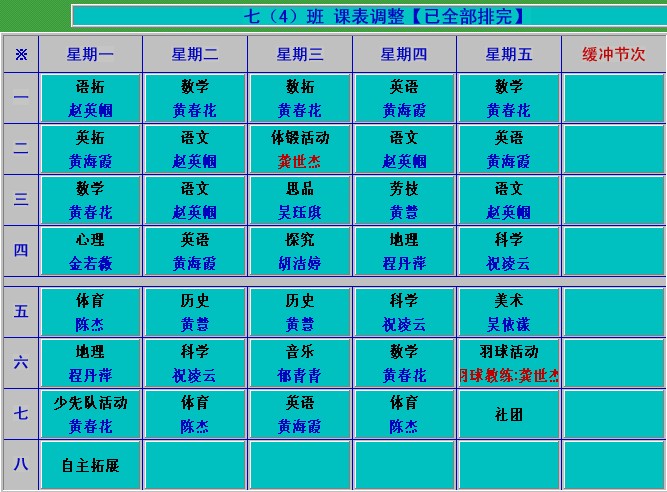 七（4）班 课表调整【已全部排完】
※ 星期一 星期二 星期三 星期四 星期五 缓冲节次
一 语拓 数学 数拓 英语 数学
赵英帼 黄春花 黄春花 黄海霞 黄春花
二 英拓 语文 体锻活动 语文 英语
黄海霞 赵英帼 龚世杰 赵英帼 黄海霞
三 数学 语文 思品 劳技 语文
黄春花 赵英帼 吴珏琪 黄慧 赵英帼
四 心理 英语 探究 地理 科学
金若薇 黄海霞 胡洁婷 程丹萍 祝凌云
五 体育 历史 历史 科学 美术
陈杰 黄慧 黄慧 祝凌云 吴依漾
六 地理 科学 音乐 数学 羽球活动
程丹萍 祝凌云 郁青青 黄春花 羽球教练:龚世杰
七 少先队活动 体育 英语 体育 社团
黄春花 陈杰 黄海霞 陈杰
八 自主拓展